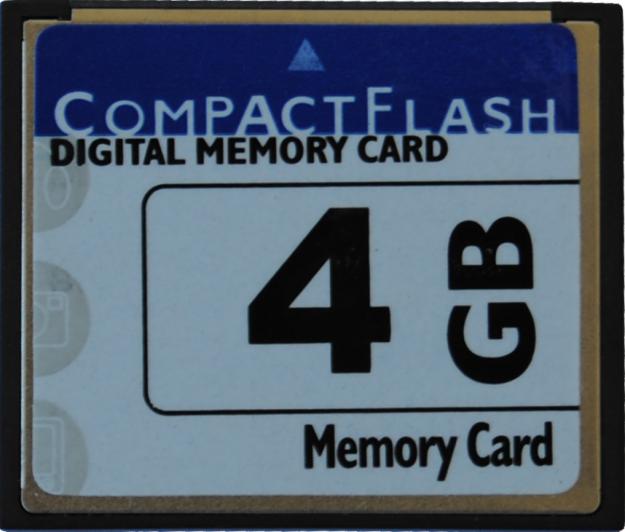 COMPACTFLASH
DIGITAL MEMORY CARD
4 GB
Memory Card